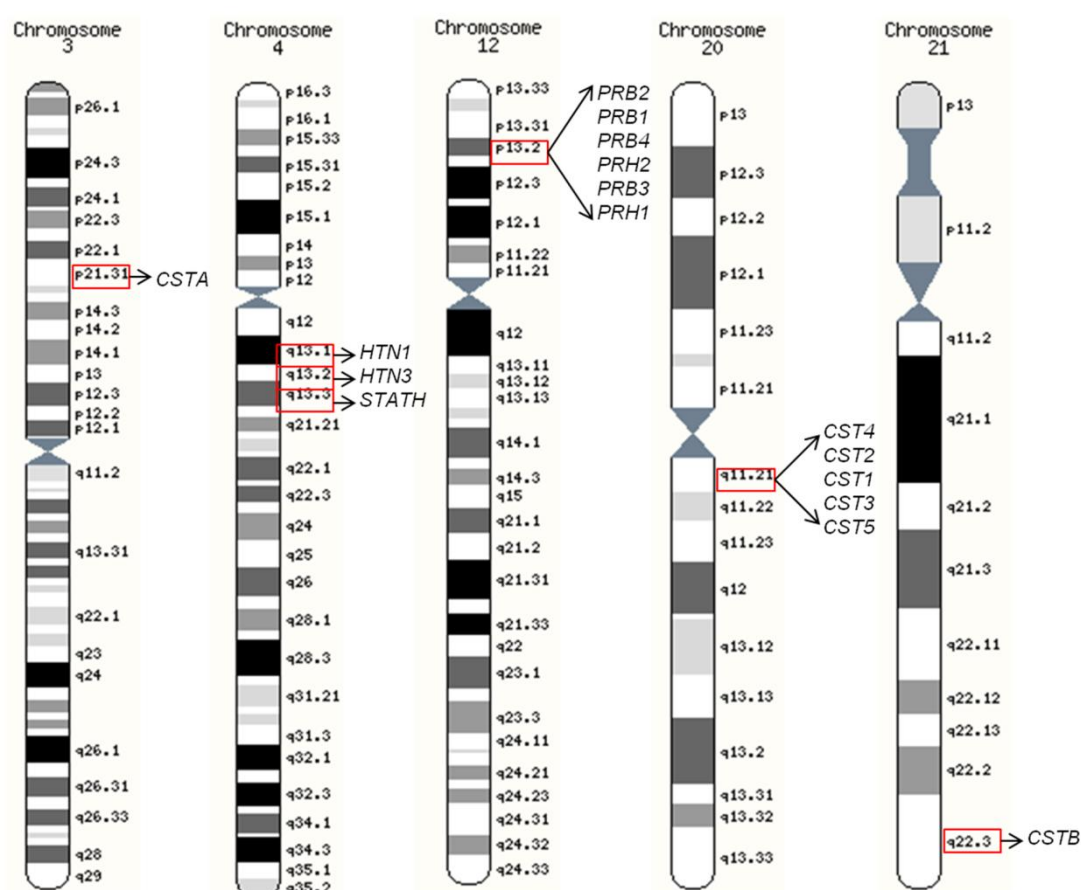 Chromosome
3
p26.1
p24.3
p24.1
p22.3
p22.1
p21.31
CSTA
p14.3
p14.2
p14.1
p13
p12.3
p12.2
p12.1
q11.2
q13.31
q22.1
q23
q24
q26.1
q26.31
q26.33
q28
q29
Chromosome
4
p16.3
p16.1
p15.33
p15.31
p15.2
p15.1
p14
p13
p12
q12
q13.1
HTN1
q13.2
HTN3
q13.3
STATH
q21.21
q22.1
q22.3
q24
q25
q26
q28.1
q28.3
q31.21
q31.3
q32.1
q32.3
q34.1
q34.3
q35.1
q35.2
Chromosome
12
p13.33
p13.31
p13.2
PRB2
PRB1
PRB4
PRH2
PRB3
PRH1
p12.3
p12.1
p11.22
p11.21
q12
q13.11
q13.12
q13.13
q14.1
q14.3
q15
q21.1
q21.2
q21.31
q21.33
q22
q23.1
q23.3
q24.11
q24.21
q24.23
q24.31
q24.32
q24.33
Chromosome
20
p13
p12.3
p12.2
p12.1
p11.23
p11.21
q11.21
CST4
CST2
CST1
CST3
CST5
q11.22
q11.23
q12
q13.12
q13.13
q13.2
q13.31
q13.32
q13.33
Chromosome
21
p13
p11.2
q11.2
q21.1
q21.2
q21.3
q22.11
q22.12
q22.13
q22.2
q22.3
CSTB